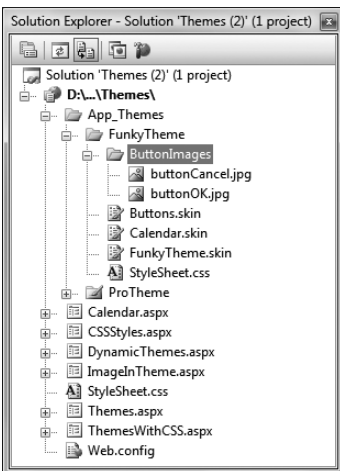 Solution Explorer - Solution 'Themes (2)' (1 project)
Solution 'Themes (2)' (1 project)
D:\...\Themes\
App_Themes
FunkyTheme
ButtonImages
buttonCancel.jpg
buttonOK.jpg
Buttons.skin
Calendar.skin
FunkyTheme.skin
StyleSheet.css
ProTheme
Calendar.aspx
CSSStyles.aspx
DynamicThemes.aspx
ImageInTheme.aspx
StyleSheet.css
Themes.aspx
ThemesWithCSS.aspx
Web.config